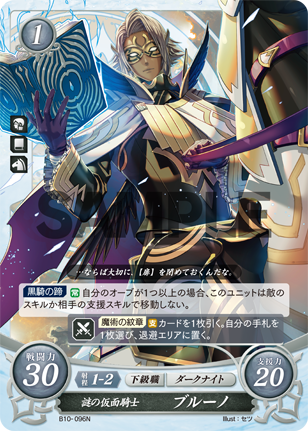 1
SAMPLE
…ならば大切に、【扉】を閉めておくんだな。
黒騎の蹄 常 自分のオーブが1つ以上の場合、このユニットは敵の
スキルか相手の支援スキルで移動しない。
魔術の紋章 支 カードを1枚引く。自分の手札を
1枚選び、退避エリアに置く。
戦闘力 30
射程 1-2
下級職
ダークナイト
支援力 20
謎の仮面騎士 ブルーノ
B10-096N
Illust：セツ